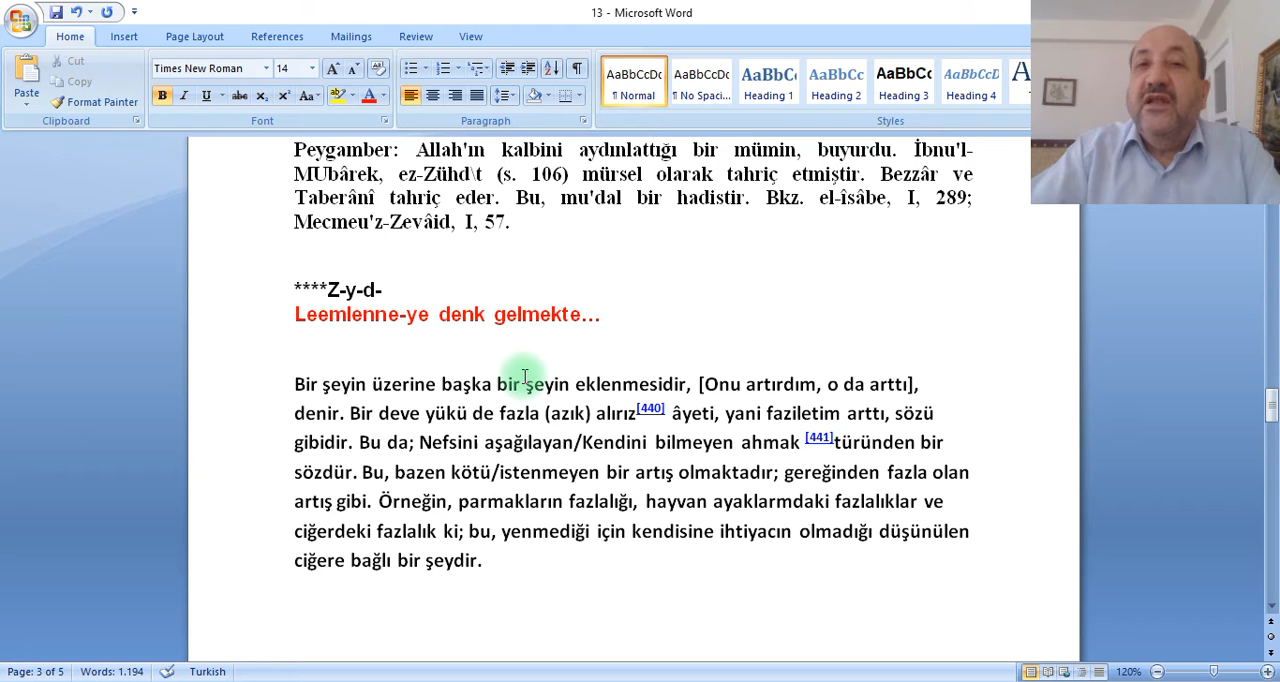 13 - Microsoft Word
Home Insert Page Layout References Mailings Review View
Paste
Cut
Copy
Format Painter
Clipboard
Times New Roman 14
Font
Paragraph
AaBbCcDc AaBbCcDc AaBbC AaBbCc AaBbCc AaBbCcD
¶ Normal ¶ No Spaci... Heading 1 Heading 2 Heading 3 Heading 4
Styles
Peygamber: Allah'ın kalbini aydınlattığı bir mümin, buyurdu. İbnu'l-
MUbârek, ez-Zühd\t (s. 106) mürsel olarak tahriç etmiştir. Bezzâr ve
Taberânî tahriç eder. Bu, mu'dal bir hadistir. Bkz. el-îsâbe, I, 289;
Mecmeu'z-Zevâid, I, 57.
****Z-y-d-
Leemlenne-ye denk gelmekte…
Bir şeyin üzerine başka bir şeyin eklenmesidir, [Onu artırdım, o da arttı],
denir. Bir deve yükü de fazla (azık) alırız[440] âyeti, yani faziletim arttı, sözü
gibidir. Bu da; Nefsini aşağılayan/Kendini bilmeyen ahmak [441]türünden bir
sözdür. Bu, bazen kötü/istenmeyen bir artış olmaktadır; gereğinden fazla olan
artış gibi. Örneğin, parmakların fazlalığı, hayvan ayaklarmdaki fazlalıklar ve
ciğerdeki fazlalık ki; bu, yenmediği için kendisine ihtiyacın olmadığı düşünülen
ciğere bağlı bir şeydir.
Page: 3 of 5 Words: 1.194 Turkish 120%